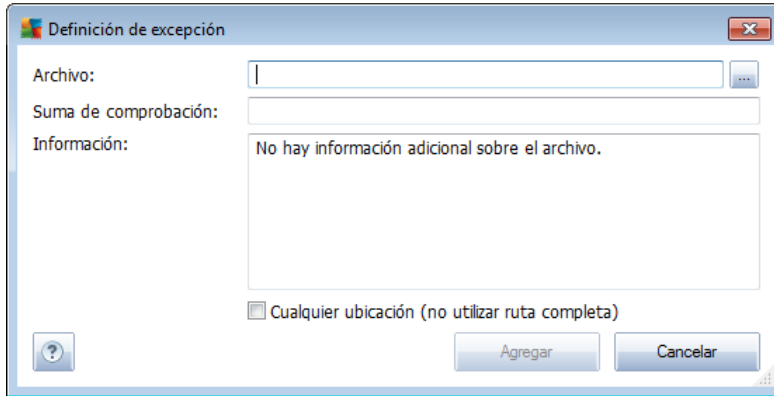 Definición de excepción
Archivo:
...
Suma de comprobación:
Información:
No hay información adicional sobre el archivo.
Cualquier ubicación (no utilizar ruta completa)
?
Agregar
Cancelar